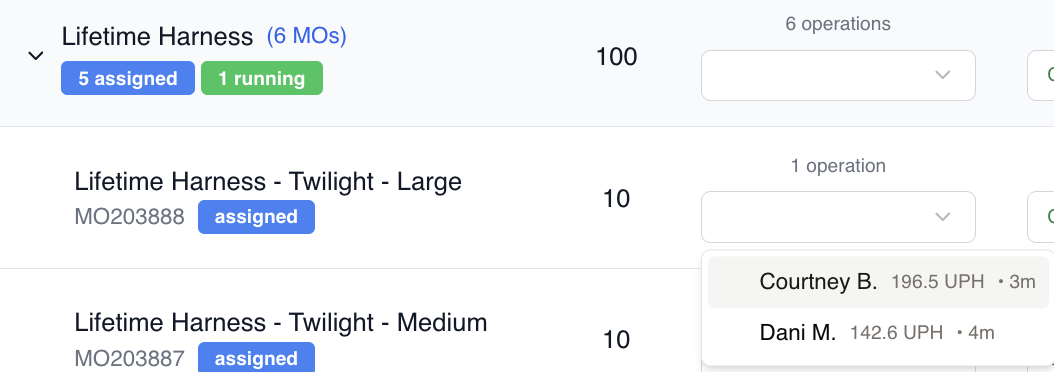 6 operations
Lifetime Harness (6 MOs)
100
5 assigned 1 running
1 operation
Lifetime Harness - Twilight - Large
10
MO203888 assigned
Courtney B. 196.5 UPH • 3m
Lifetime Harness - Twilight - Medium
Dani M. 142.6 UPH • 4m
10
MO203887 assigned